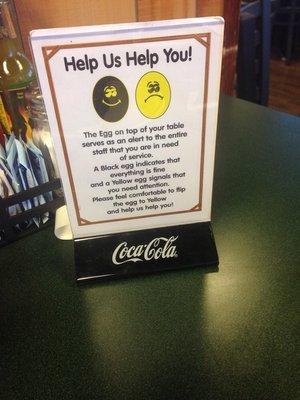 Help Us Help You!
The Egg on top of your table
serves as an alert to the entire
staff that you are in need
of service.
A Black egg indicates that
everything is fine
and a Yellow egg signals that
you need attention.
Please feel comfortable to flip
the egg to Yellow
and help us help you!
Coca-Cola